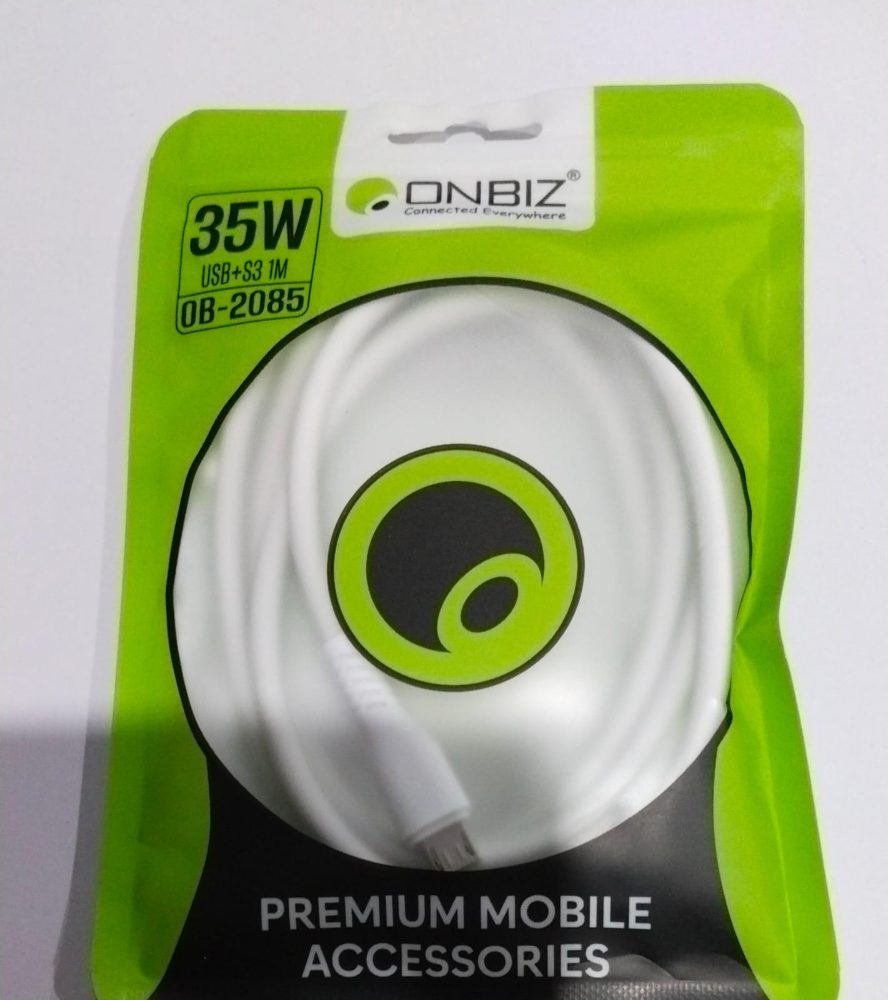 ONBIZ®
Connected Everywhere
35W
USB+S3 1M
OB-2085
PREMIUM MOBILE
ACCESSORIES